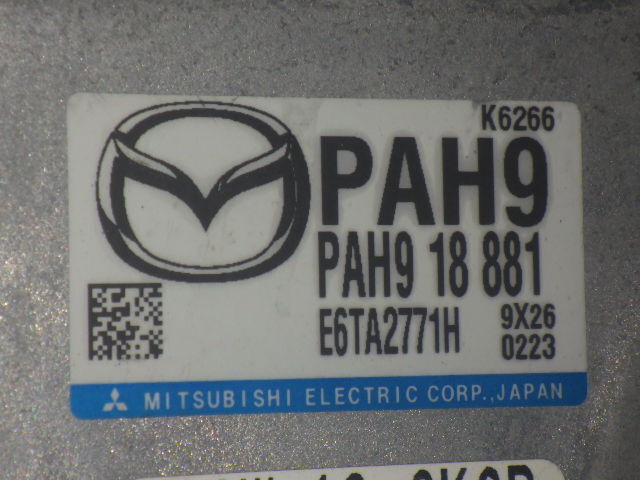 K6266
PAH9
PAH9 18 881
E6TA2771H 9X26
0223
MITSUBISHI ELECTRIC CORP.,JAPAN